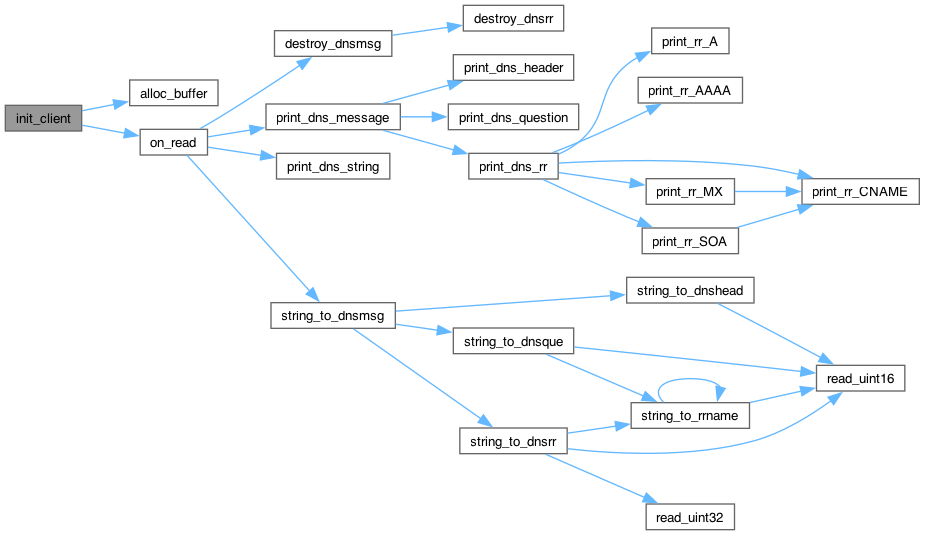 init_client
alloc_buffer
on_read
destroy_dnsmsg
destroy_dnsrr
print_dns_message
print_dns_header
print_dns_question
print_dns_rr
print_rr_A
print_rr_AAAA
print_rr_CNAME
print_rr_MX
print_rr_SOA
print_dns_string
string_to_dnsmsg
string_to_dnshead
string_to_dnsque
read_uint16
string_to_rrname
string_to_dnsrr
read_uint32